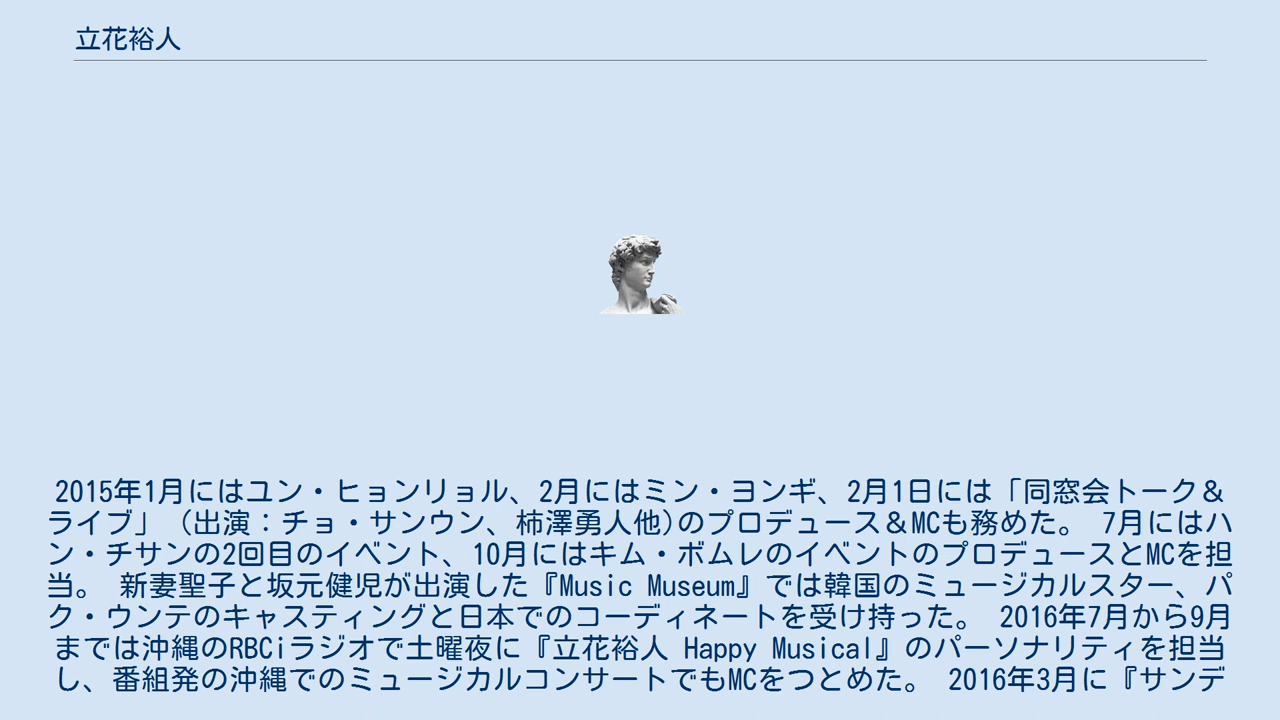 立花裕人
2015年1月にはユン・ヒョンリョル、2月にはミン・ヨンギ、2月1日には「同窓会トーク＆
ライブ」（出演：チョ・サンウン、柿澤勇人他)のプロデュース＆MCも務めた。 7月にはハ
ン・チサンの2回目のイベント、10月にはキム・ボムレのイベントのプロデュースとMCを担
当。 新妻聖子と坂元健児が出演した『Music Museum』では韓国のミュージカルスター、パ
ク・ウンテのキャスティングと日本でのコーディネートを受け持った。 2016年7月から9月
までは沖縄のRBCiラジオで土曜夜に『立花裕人 Happy Musical』のパーソナリティを担当
し、番組発の沖縄でのミュージカルコンサートでもMCをつとめた。 2016年3月に『サンデ